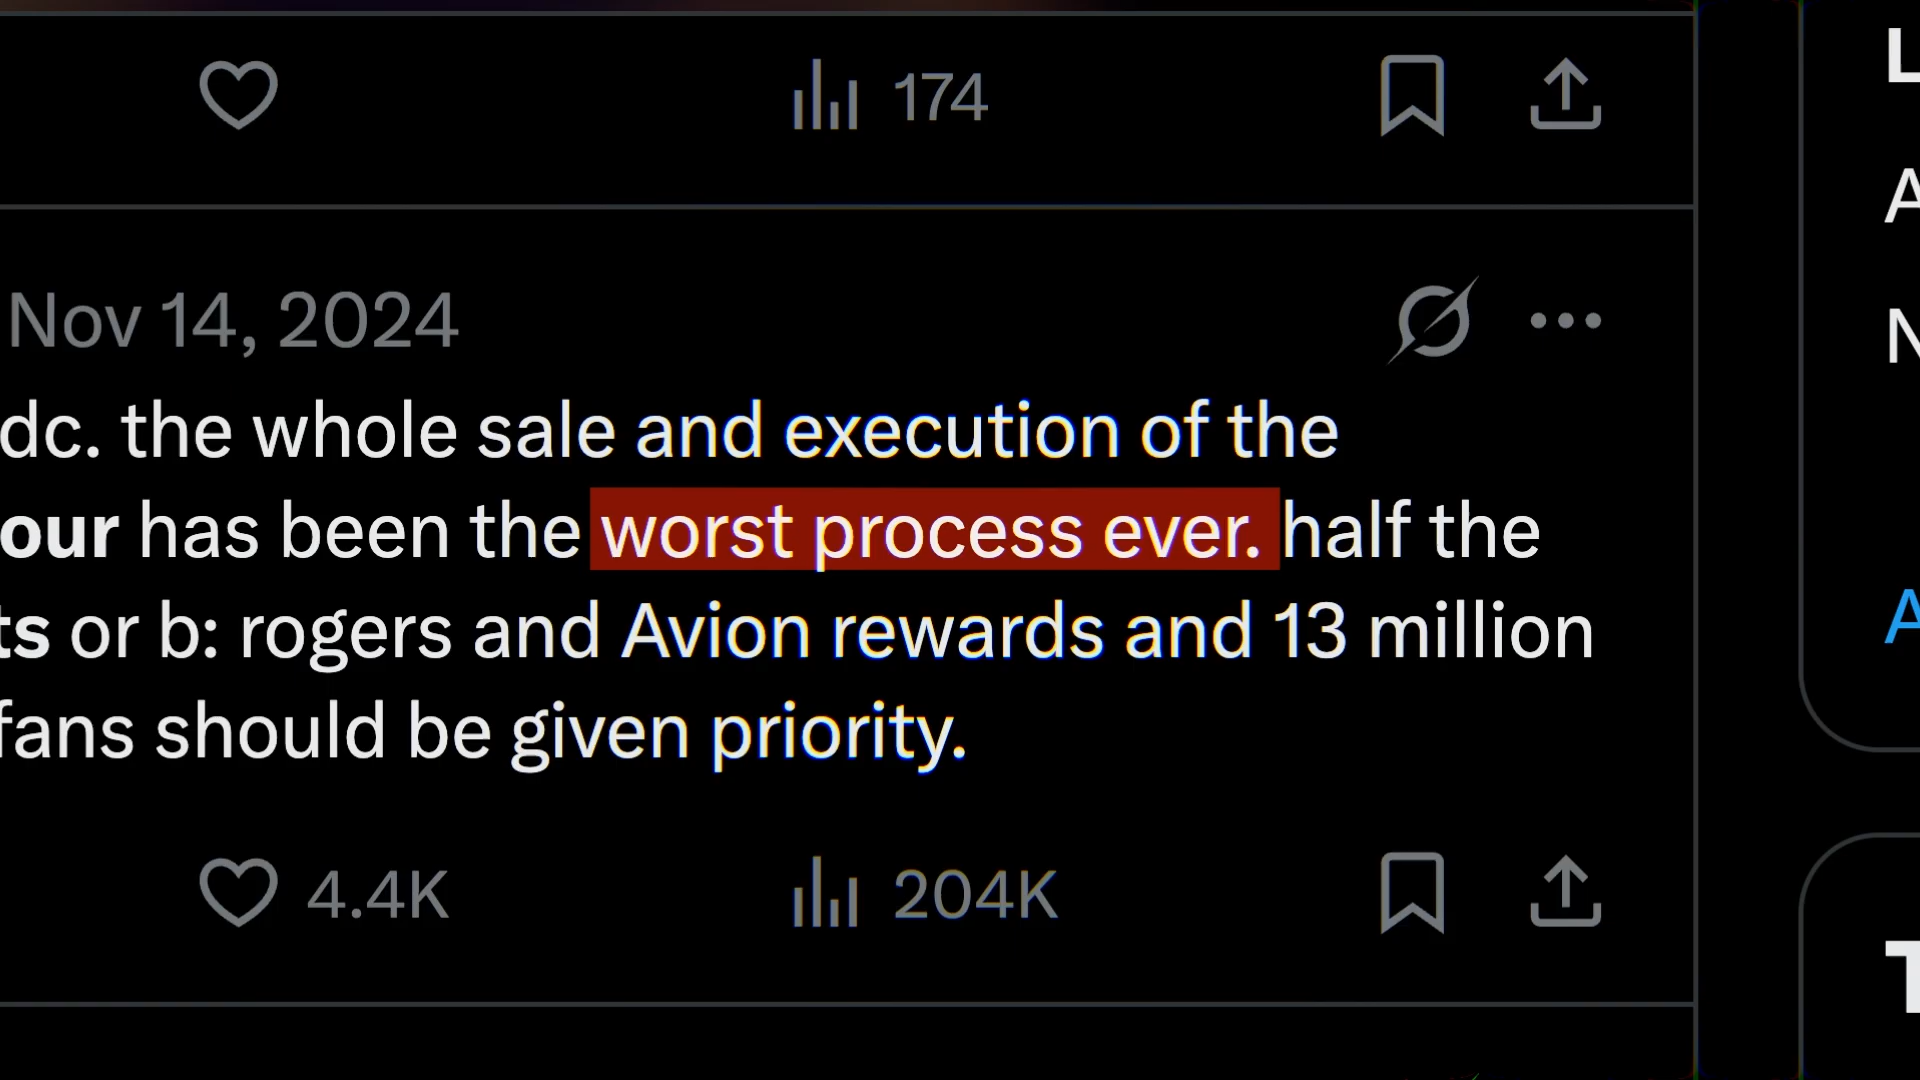 174
Nov 14, 2024
dc. the whole sale and execution of the
our has been the worst process ever. half the
ts or b: rogers and Avion rewards and 13 million
fans should be given priority.
4.4K
204K
L
A
N
A
T